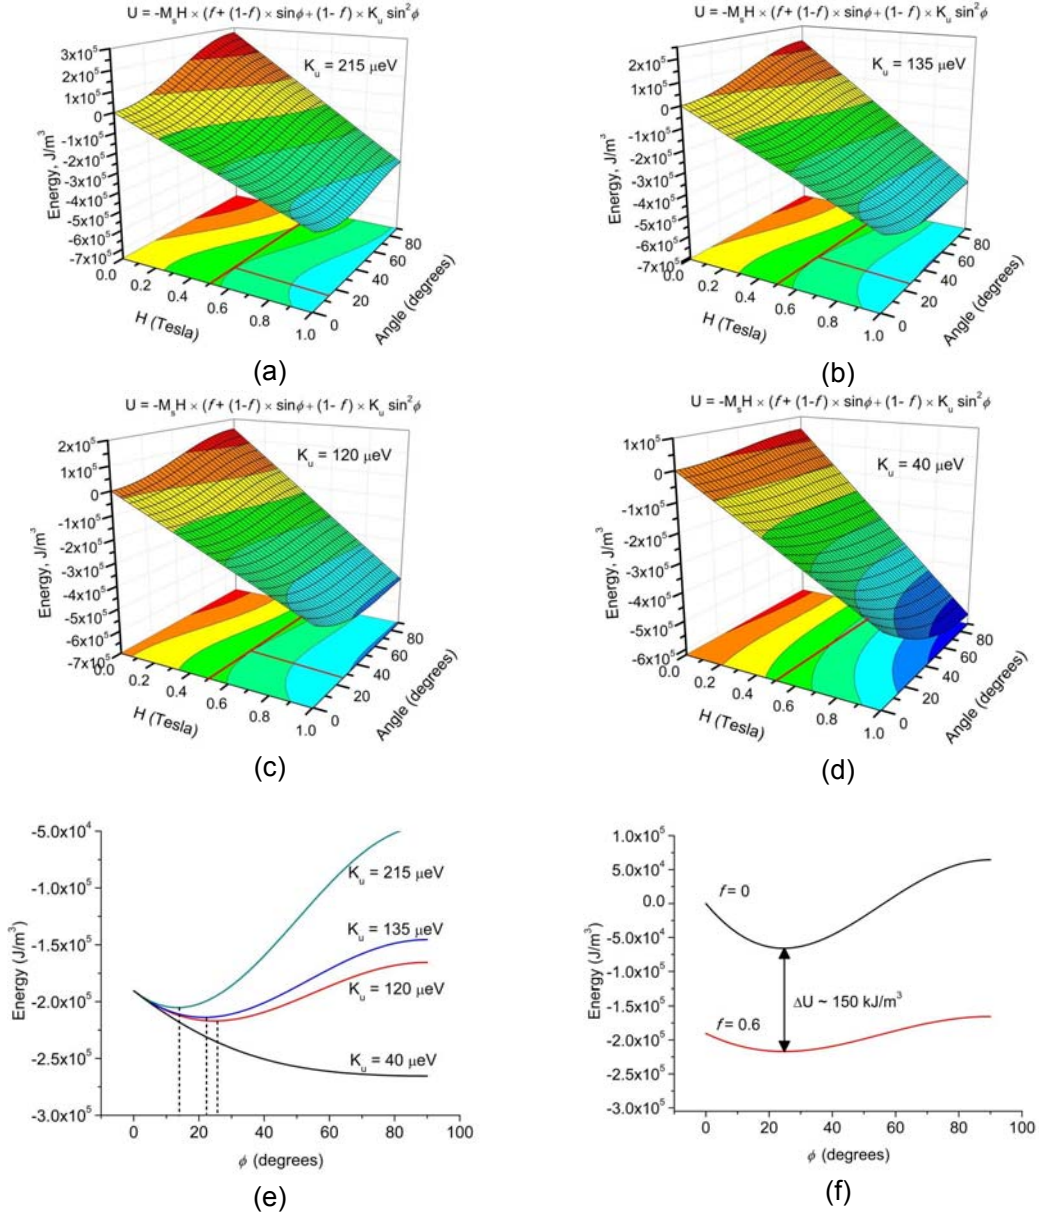 U = -MₛH × (f + (1-f) × sinϕ + (1- f) × Kᵤ sin²ϕ
Kᵤ = 215 μeV
3x10⁵
2x10⁵
1x10⁵
0
-1x10⁵
-2x10⁵
-3x10⁵
-4x10⁵
-5x10⁵
-6x10⁵
-7x10⁵
Energy, J/m³
0.0 0.2 0.4 0.6 0.8 1.0
H (Tesla)
0 20 40 60 80
Angle (degrees)
(a)
U = -MₛH × (f + (1-f) × sinϕ + (1- f) × Kᵤ sin²ϕ
Kᵤ = 135 μeV
2x10⁵
1x10⁵
0
-1x10⁵
-2x10⁵
-3x10⁵
-4x10⁵
-5x10⁵
-6x10⁵
-7x10⁵
Energy, J/m³
0.0 0.2 0.4 0.6 0.8 1.0
H (Tesla)
0 20 40 60 80
Angle (degrees)
(b)
U = -MₛH × (f + (1-f) × sinϕ + (1- f) × Kᵤ sin²ϕ
Kᵤ = 120 μeV
2x10⁵
1x10⁵
0
-1x10⁵
-2x10⁵
-3x10⁵
-4x10⁵
-5x10⁵
-6x10⁵
-7x10⁵
Energy, J/m³
0.0 0.2 0.4 0.6 0.8 1.0
H (Tesla)
0 20 40 60 80
Angle (degrees)
(c)
U = -MₛH × (f + (1-f) × sinϕ + (1- f) × Kᵤ sin²ϕ
Kᵤ = 40 μeV
1x10⁵
0
-1x10⁵
-2x10⁵
-3x10⁵
-4x10⁵
-5x10⁵
-6x10⁵
Energy, J/m³
0.0 0.2 0.4 0.6 0.8 1.0
H (Tesla)
0 20 40 60 80
Angle (degrees)
(d)
-5.0x10⁴
-1.0x10⁵
-1.5x10⁵
-2.0x10⁵
-2.5x10⁵
-3.0x10⁵
Energy (J/m³)
Kᵤ = 215 μeV
Kᵤ = 135 μeV
Kᵤ = 120 μeV
Kᵤ = 40 μeV
0 20 40 60 80 100
ϕ (degrees)
(e)
1.0x10⁵
5.0x10⁴
0.0
-5.0x10⁴
-1.0x10⁵
-1.5x10⁵
-2.0x10⁵
-2.5x10⁵
-3.0x10⁵
Energy (J/m³)
f = 0
ΔU ~ 150 kJ/m³
f = 0.6
0 20 40 60 80 100
ϕ (degrees)
(f)